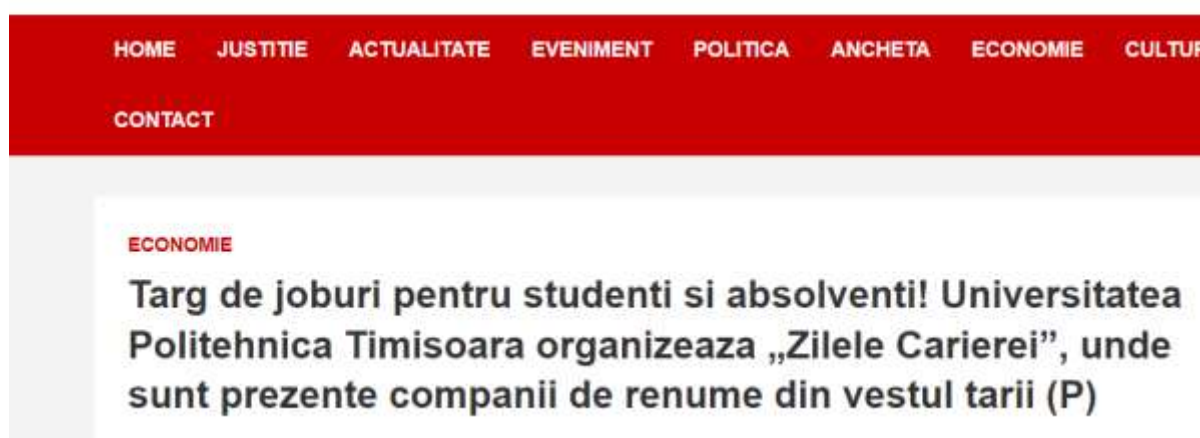 HOME JUSTITIE ACTUALITATE EVENIMENT POLITICA ANCHETA ECONOMIE CULTUR
CONTACT
ECONOMIE
Targ de joburi pentru studenti si absolventi! Universitatea
Politehnica Timisoara organizeaza „Zilele Carierei”, unde
sunt prezente companii de renume din vestul tarii (P)